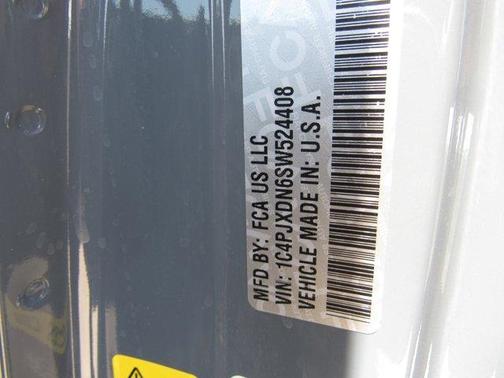 MFD BY: FCA US LLC
VIN: 1C4PJXDN6SW524408
VEHICLE MADE IN: U.S.A.